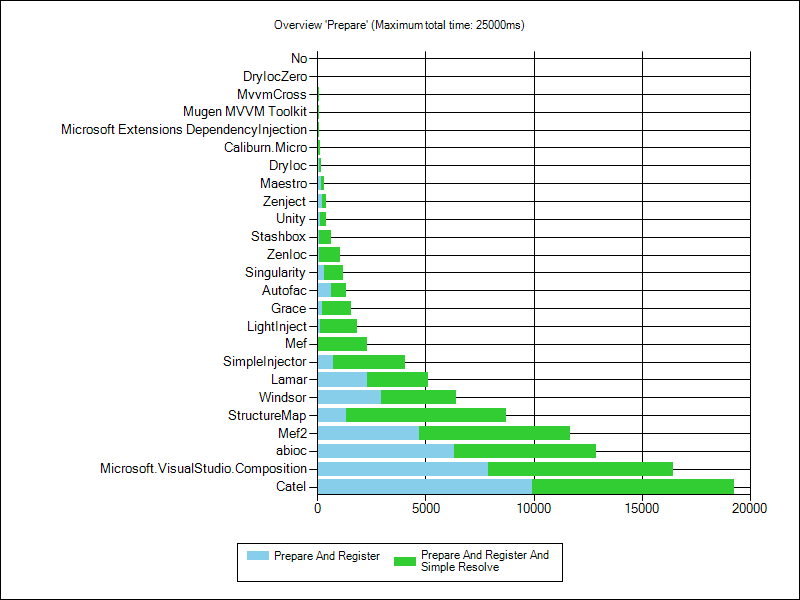 Overview 'Prepare' (Maximum total time: 25000ms)
No
DryIocZero
MvvmCross
Mugen MVVM Toolkit
Microsoft Extensions DependencyInjection
Caliburn.Micro
DryIoc
Maestro
Zenject
Unity
Stashbox
ZenIoc
Singularity
Autofac
Grace
LightInject
Mef
SimpleInjector
Lamar
Windsor
StructureMap
Mef2
abioc
Microsoft.VisualStudio.Composition
Catel
0 5000 10000 15000 20000
Prepare And Register
Prepare And Register And
Simple Resolve